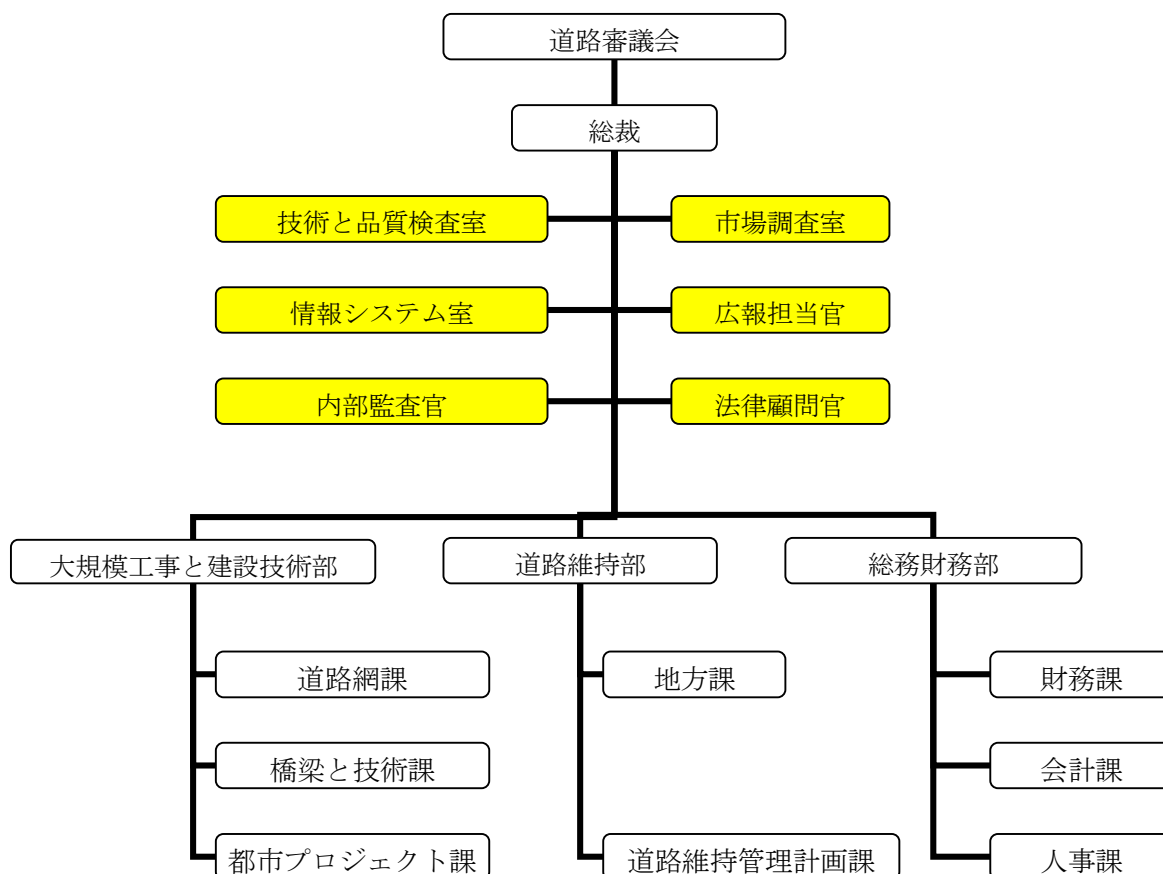 道路審議会
総裁
技術と品質検査室
市場調査室
情報システム室
広報担当官
内部監査官
法律顧問官
大規模工事と建設技術部
道路維持部
総務財務部
道路網課
地方課
財務課
橋梁と技術課
会計課
都市プロジェクト課
道路維持管理計画課
人事課